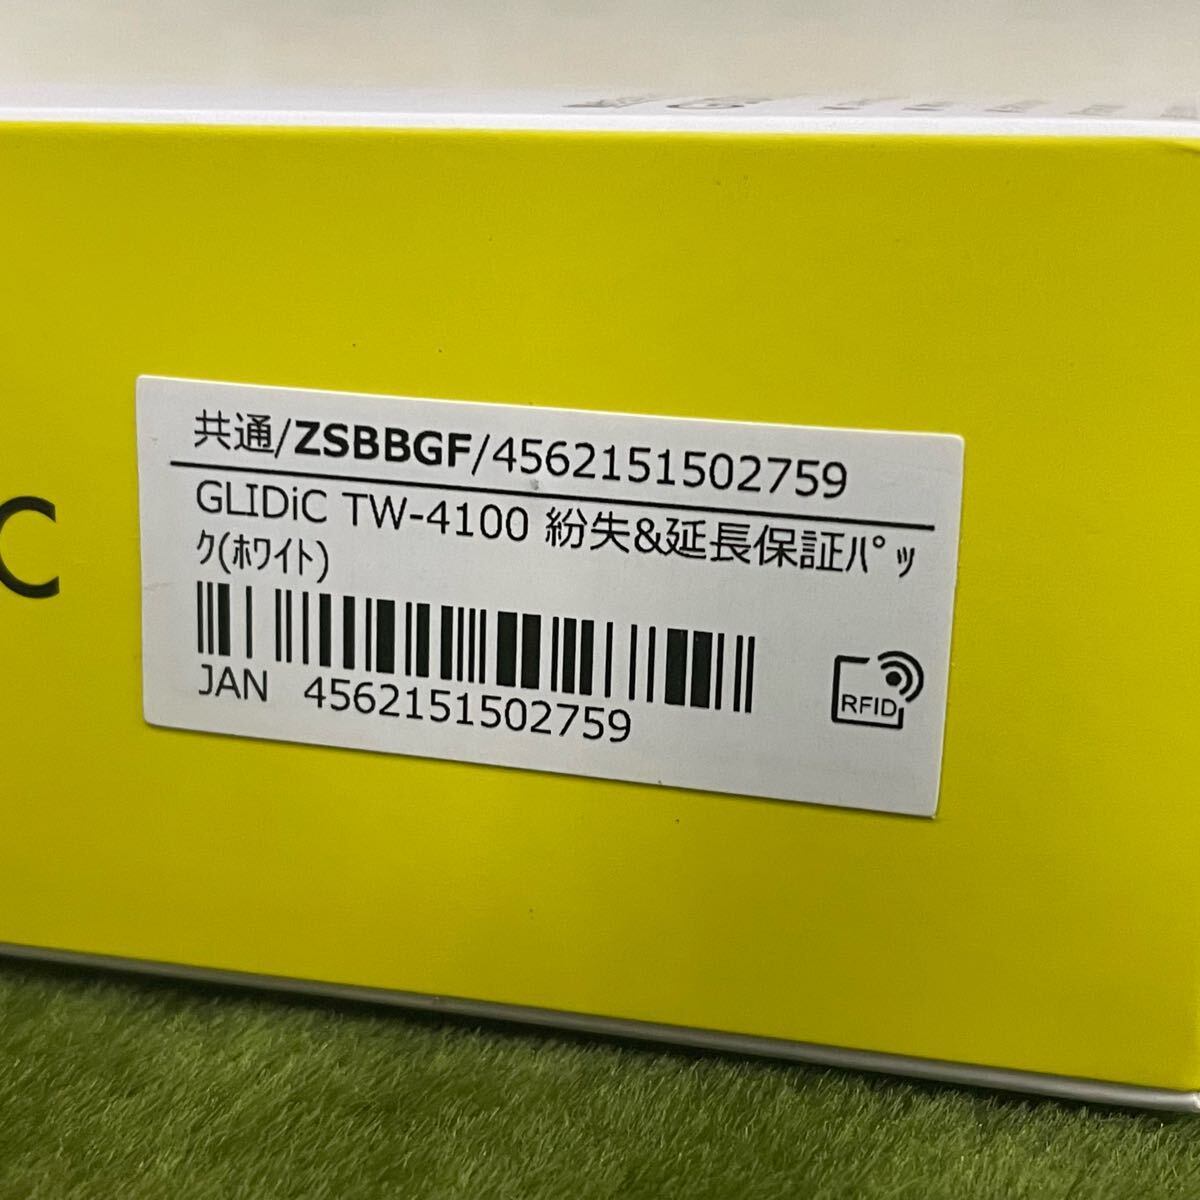 共通/ZSBBGF/4562151502759
GLIDiC TW-4100 紛失&延長保証ﾊﾟｯ
ｸ(ﾎﾜｲﾄ)
JAN 4562151502759
RFID
C